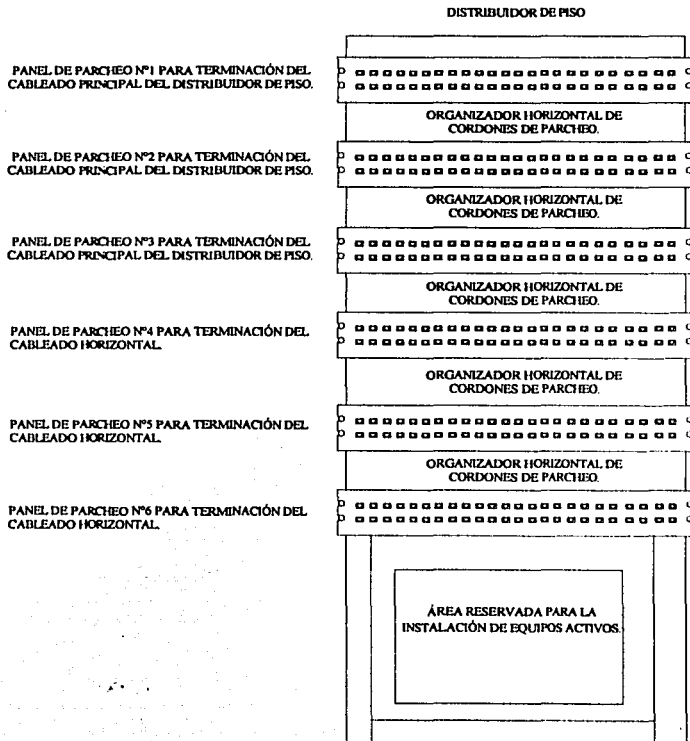 DISTRIBUIDOR DE PISO
PANEL DE PARCHEO Nº1 PARA TERMINACIÓN DEL
CABLEADO PRINCIPAL DEL DISTRIBUIDOR DE PISO.
ORGANIZADOR HORIZONTAL DE
CORDONES DE PARCHEO.
PANEL DE PARCHEO Nº2 PARA TERMINACIÓN DEL
CABLEADO PRINCIPAL DEL DISTRIBUIDOR DE PISO.
ORGANIZADOR HORIZONTAL DE
CORDONES DE PARCHEO.
PANEL DE PARCHEO Nº3 PARA TERMINACIÓN DEL
CABLEADO PRINCIPAL DEL DISTRIBUIDOR DE PISO.
ORGANIZADOR HORIZONTAL DE
CORDONES DE PARCHEO.
PANEL DE PARCHEO Nº4 PARA TERMINACIÓN DEL
CABLEADO HORIZONTAL.
ORGANIZADOR HORIZONTAL DE
CORDONES DE PARCHEO.
PANEL DE PARCHEO Nº5 PARA TERMINACIÓN DEL
CABLEADO HORIZONTAL.
ORGANIZADOR HORIZONTAL DE
CORDONES DE PARCHEO.
PANEL DE PARCHEO Nº6 PARA TERMINACIÓN DEL
CABLEADO HORIZONTAL.
ÁREA RESERVADA PARA LA
INSTALACIÓN DE EQUIPOS ACTIVOS.